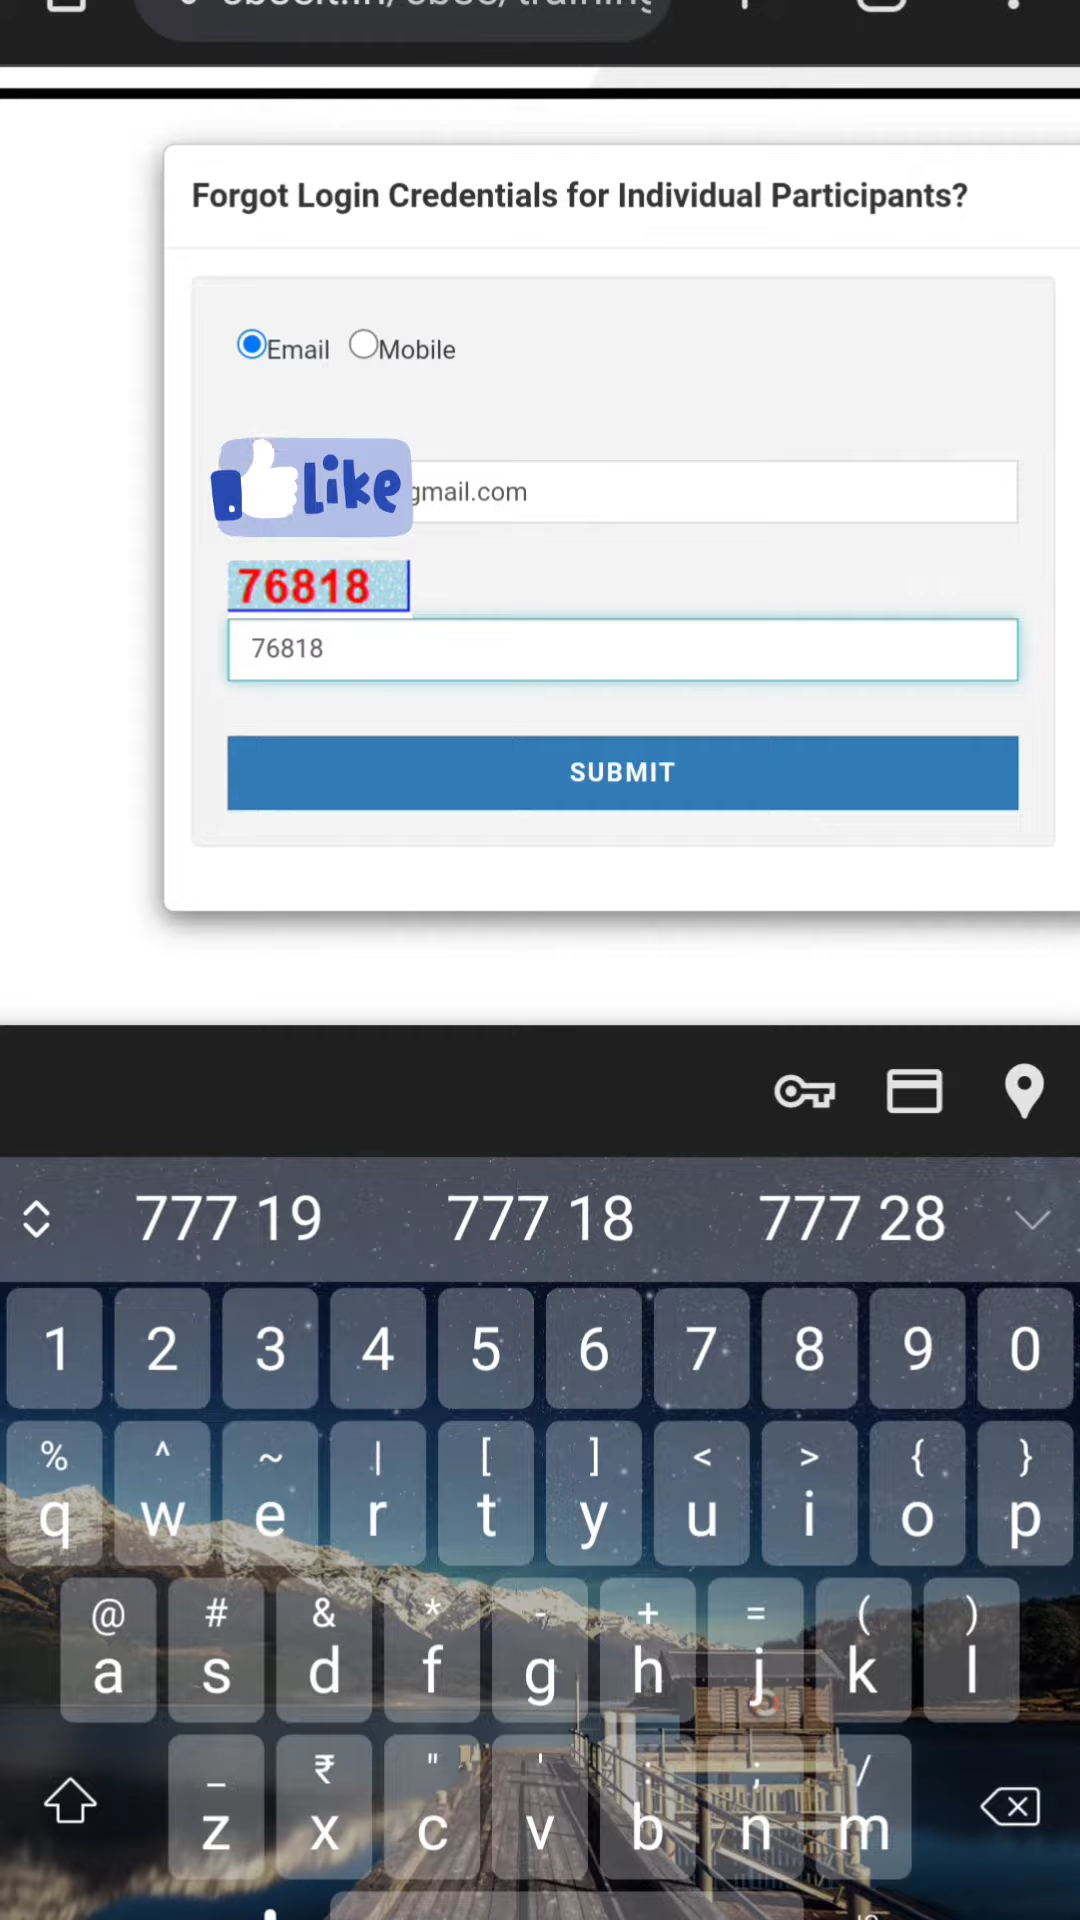 Forgot Login Credentials for Individual Participants?
Email Mobile
Like
gmail.com
76818
76818
SUBMIT
777 19 777 18 777 28
1 2 3 4 5 6 7 8 9 0
% ^ ~ | [ ] < > { }
q w e r t y u i o p
@ # & * - + = ( )
a s d f g h j k l
_ ₹ " ' : ; /
z x c v b n m